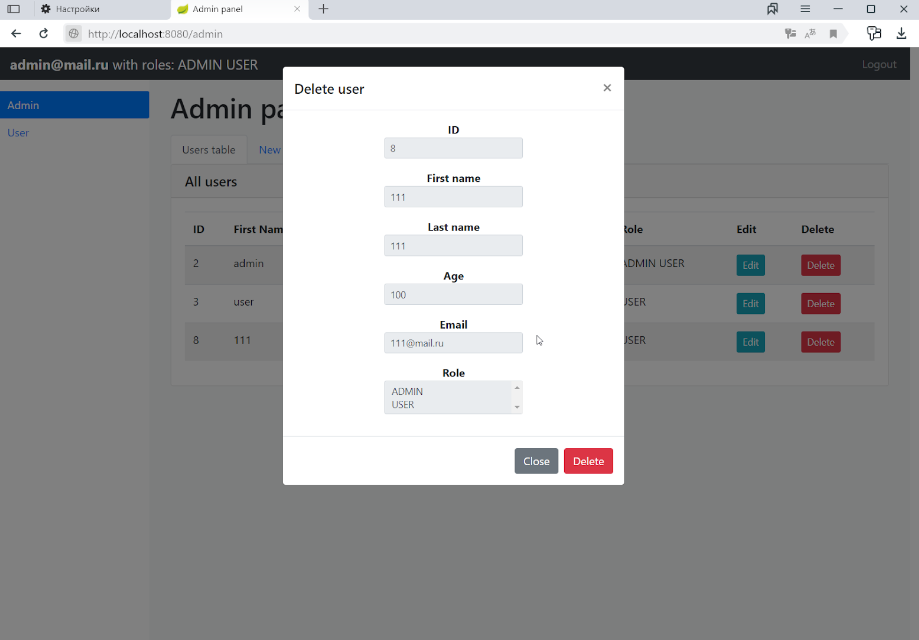 Настройки
Admin panel
http://localhost:8080/admin
admin@mail.ru with roles: ADMIN USER
Logout
Admin
User
Admin pa
Users table
New
All users
ID
First Nam
Role
Edit
Delete
2
admin
ADMIN USER
Edit
Delete
3
user
USER
Edit
Delete
8
111
USER
Edit
Delete
Delete user
×
ID
8
First name
111
Last name
111
Age
100
Email
111@mail.ru
Role
ADMIN
USER
Close
Delete